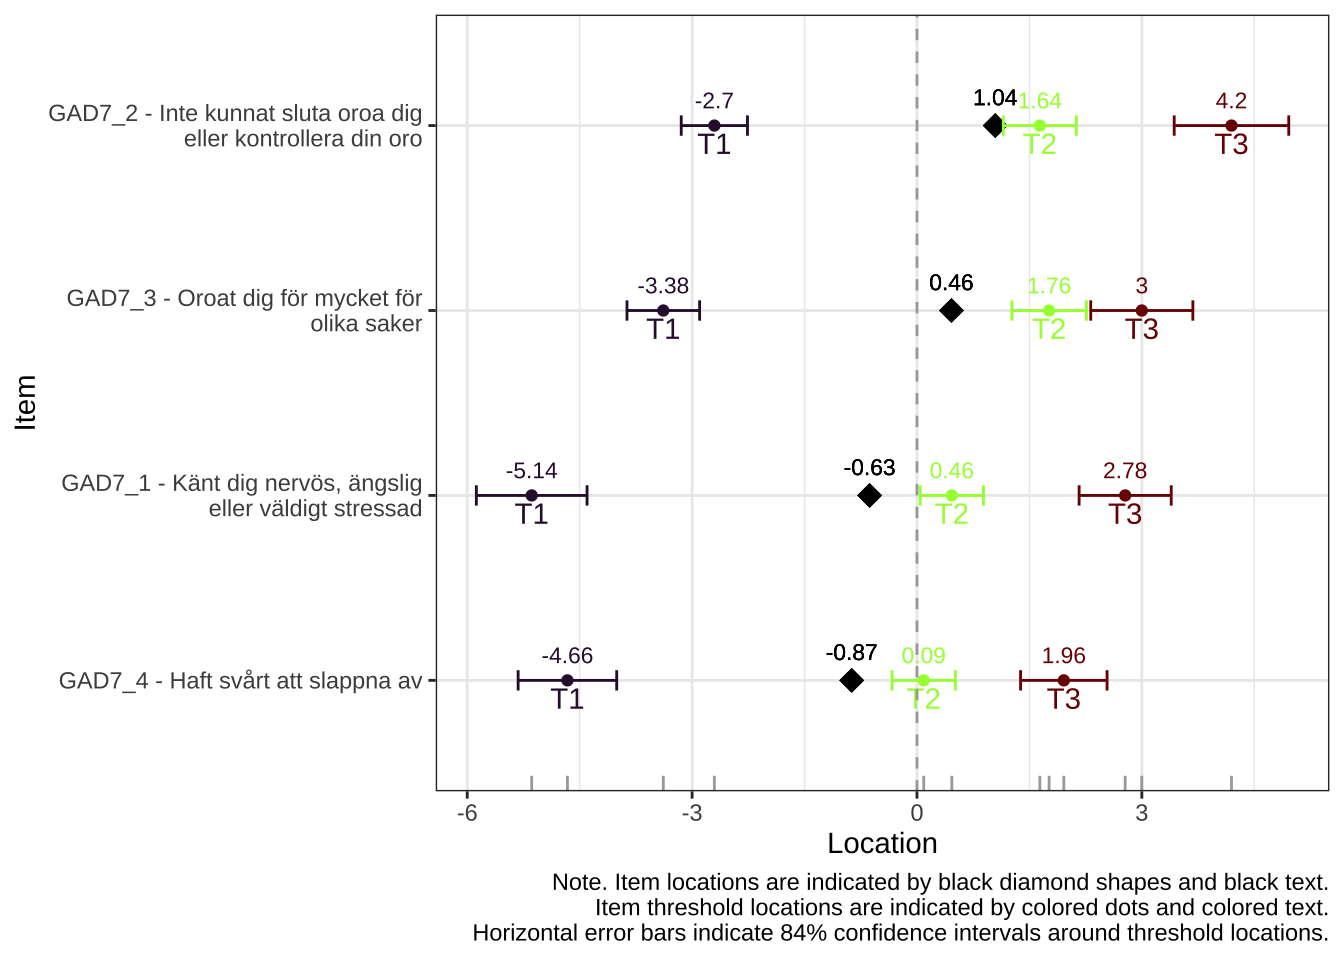 GAD7_2 - Inte kunnat sluta oroa dig
eller kontrollera din oro
-2.7
1.04
1.64
4.2
T1
T2
T3
GAD7_3 - Oroat dig för mycket för
olika saker
-3.38
0.46
1.76
3
T1
T2
T3
Item
GAD7_1 - Känt dig nervös, ängslig
eller väldigt stressad
-5.14
-0.63
0.46
2.78
T1
T2
T3
GAD7_4 - Haft svårt att slappna av
-4.66
-0.87
0.09
1.96
T1
T2
T3
-6
-3
0
3
Location
Note. Item locations are indicated by black diamond shapes and black text.
Item threshold locations are indicated by colored dots and colored text.
Horizontal error bars indicate 84% confidence intervals around threshold locations.